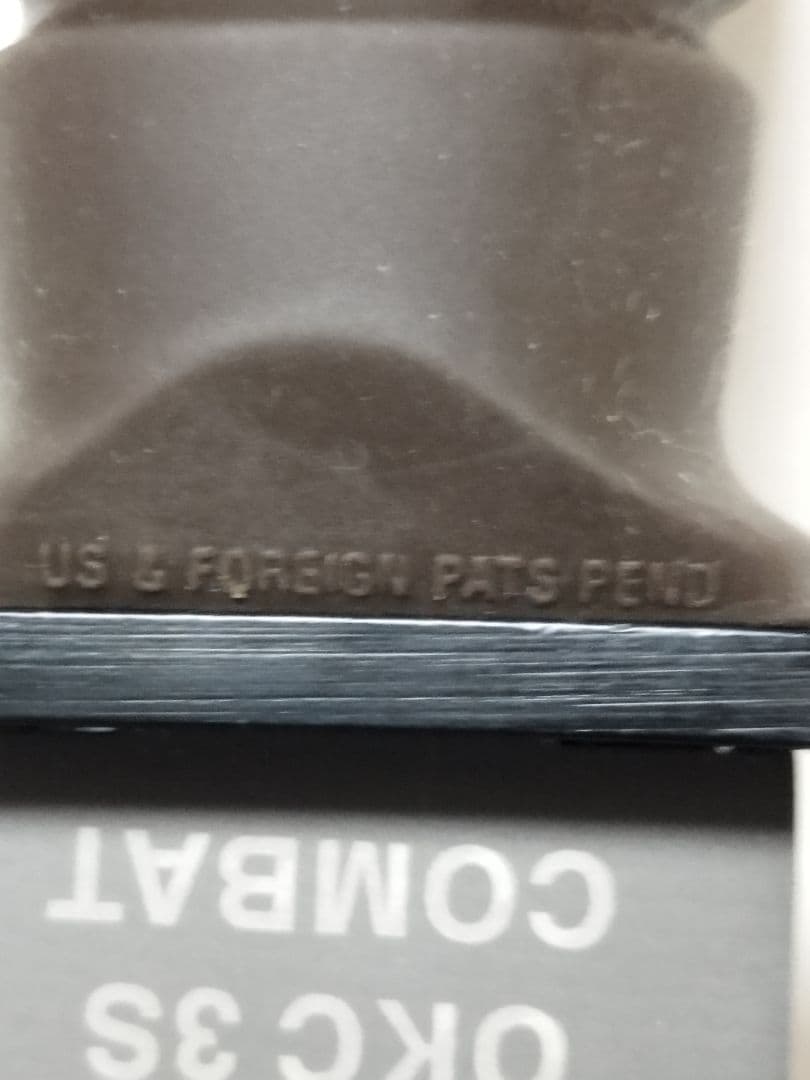 US & FOREIGN PATS PEND
OKC 3S
COMBAT